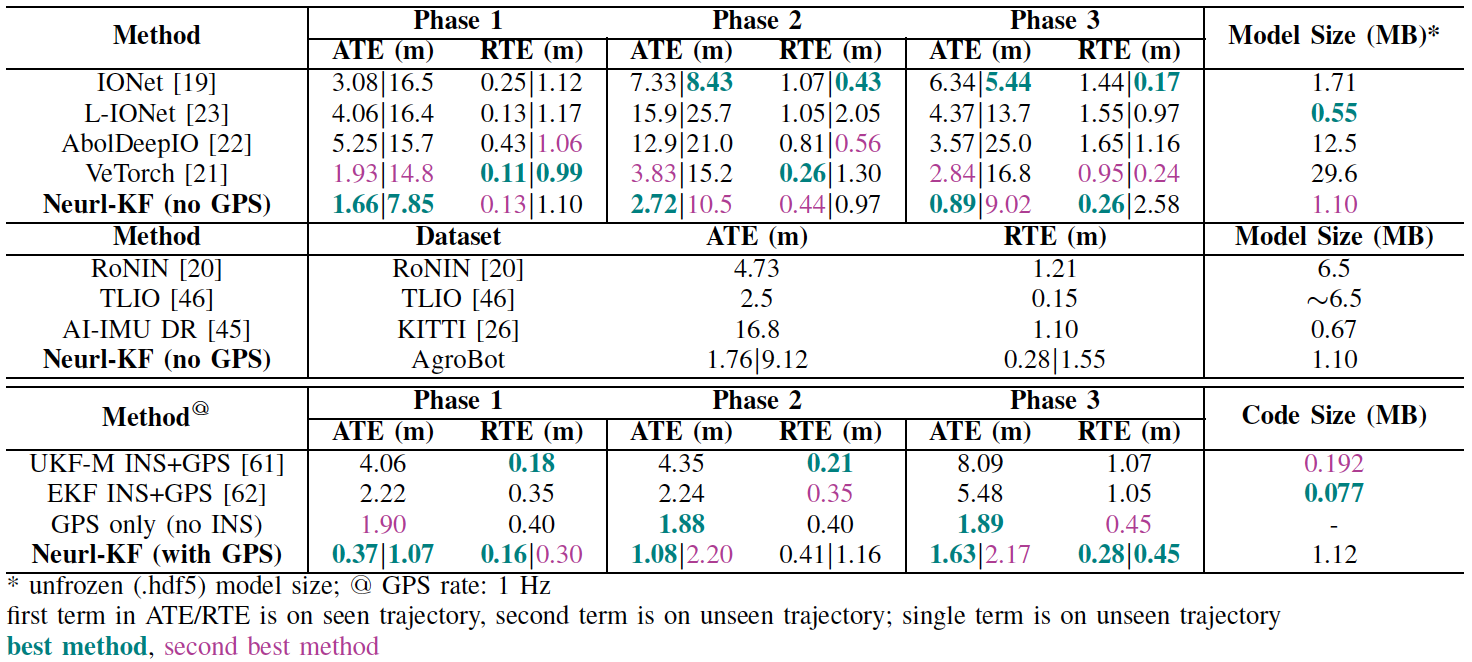 Method Phase 1 Phase 2 Phase 3 Model Size (MB)*
ATE (m) RTE (m) ATE (m) RTE (m) ATE (m) RTE (m)
IONet [19] 3.08|16.5 0.25|1.12 7.33|8.43 1.07|0.43 6.34|5.44 1.44|0.17 1.71
L-IONet [23] 4.06|16.4 0.13|1.17 15.9|25.7 1.05|2.05 4.37|13.7 1.55|0.97 0.55
AbolDeepIO [22] 5.25|15.7 0.43|1.06 12.9|21.0 0.81|0.56 3.57|25.0 1.65|1.16 12.5
VeTorch [21] 1.93|14.8 0.11|0.99 3.83|15.2 0.26|1.30 2.84|16.8 0.95|0.24 29.6
Neurl-KF (no GPS) 1.66|7.85 0.13|1.10 2.72|10.5 0.44|0.97 0.89|9.02 0.26|2.58 1.10
Method Dataset ATE (m) RTE (m) Model Size (MB)
RoNIN [20] RoNIN [20] 4.73 1.21 6.5
TLIO [46] TLIO [46] 2.5 0.15 ∼6.5
AI-IMU DR [45] KITTI [26] 16.8 1.10 0.67
Neurl-KF (no GPS) AgroBot 1.76|9.12 0.28|1.55 1.10
Method@ Phase 1 Phase 2 Phase 3 Code Size (MB)
ATE (m) RTE (m) ATE (m) RTE (m) ATE (m) RTE (m)
UKF-M INS+GPS [61] 4.06 0.18 4.35 0.21 8.09 1.07 0.192
EKF INS+GPS [62] 2.22 0.35 2.24 0.35 5.48 1.05 0.077
GPS only (no INS) 1.90 0.40 1.88 0.40 1.89 0.45 -
Neurl-KF (with GPS) 0.37|1.07 0.16|0.30 1.08|2.20 0.41|1.16 1.63|2.17 0.28|0.45 1.12
* unfrozen (.hdf5) model size; @ GPS rate: 1 Hz
first term in ATE/RTE is on seen trajectory, second term is on unseen trajectory; single term is on unseen trajectory
best method, second best method